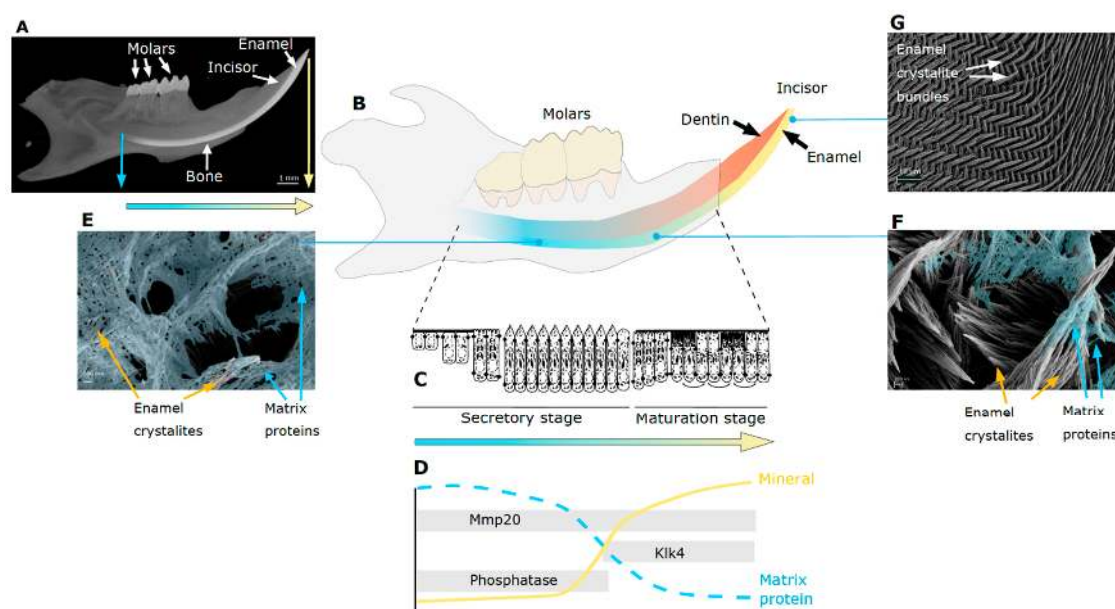 A
Molars
Enamel
Incisor
Bone
1 mm
B
Molars
Incisor
Dentin
Enamel
G
Enamel
crystalite
bundles
E
Enamel
crystalites
Matrix
proteins
F
Enamel
crystalites
Matrix
proteins
C
Secretory stage
Maturation stage
D
Mineral
Mmp20
Klk4
Phosphatase
Matrix
protein